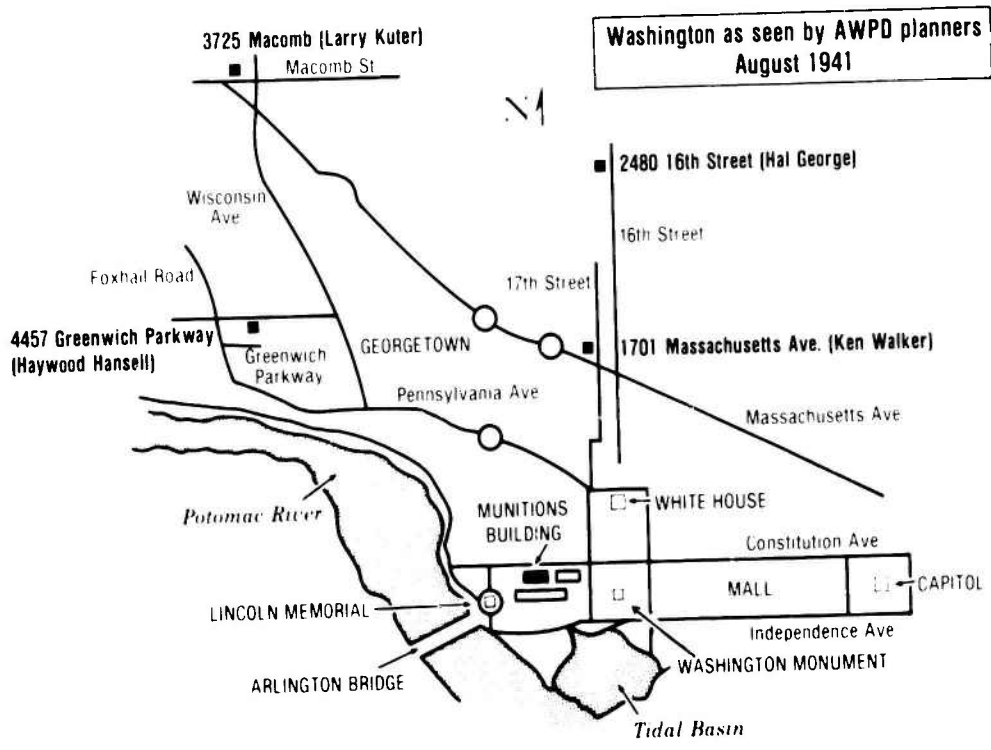 Washington as seen by AWPD planners
August 1941
3725 Macomb (Larry Kuter)
Macomb St
N
2480 16th Street (Hal George)
Wisconsin
Ave
16th Street
Foxhail Road
17th Street
4457 Greenwich Parkway
(Haywood Hansell)
Greenwich
Parkway
GEORGETOWN
1701 Massachusetts Ave. (Ken Walker)
Pennsylvania Ave
Massachusetts Ave
Potomac River
MUNITIONS
BUILDING
WHITE HOUSE
Constitution Ave
MALL
CAPITOL
LINCOLN MEMORIAL
Independence Ave
WASHINGTON MONUMENT
ARLINGTON BRIDGE
Tidal Basin